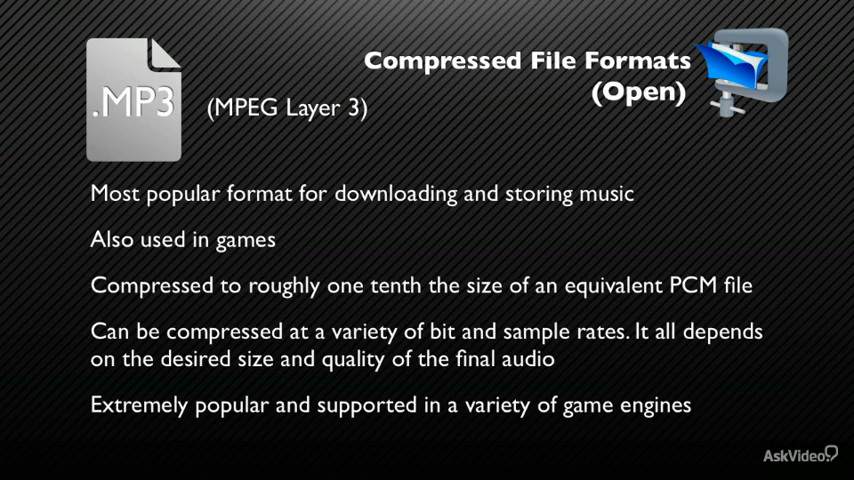 .MP3
(MPEG Layer 3)
Compressed File Formats
(Open)
Most popular format for downloading and storing music
Also used in games
Compressed to roughly one tenth the size of an equivalent PCM file
Can be compressed at a variety of bit and sample rates. It all depends
on the desired size and quality of the final audio
Extremely popular and supported in a variety of game engines
AskVideo